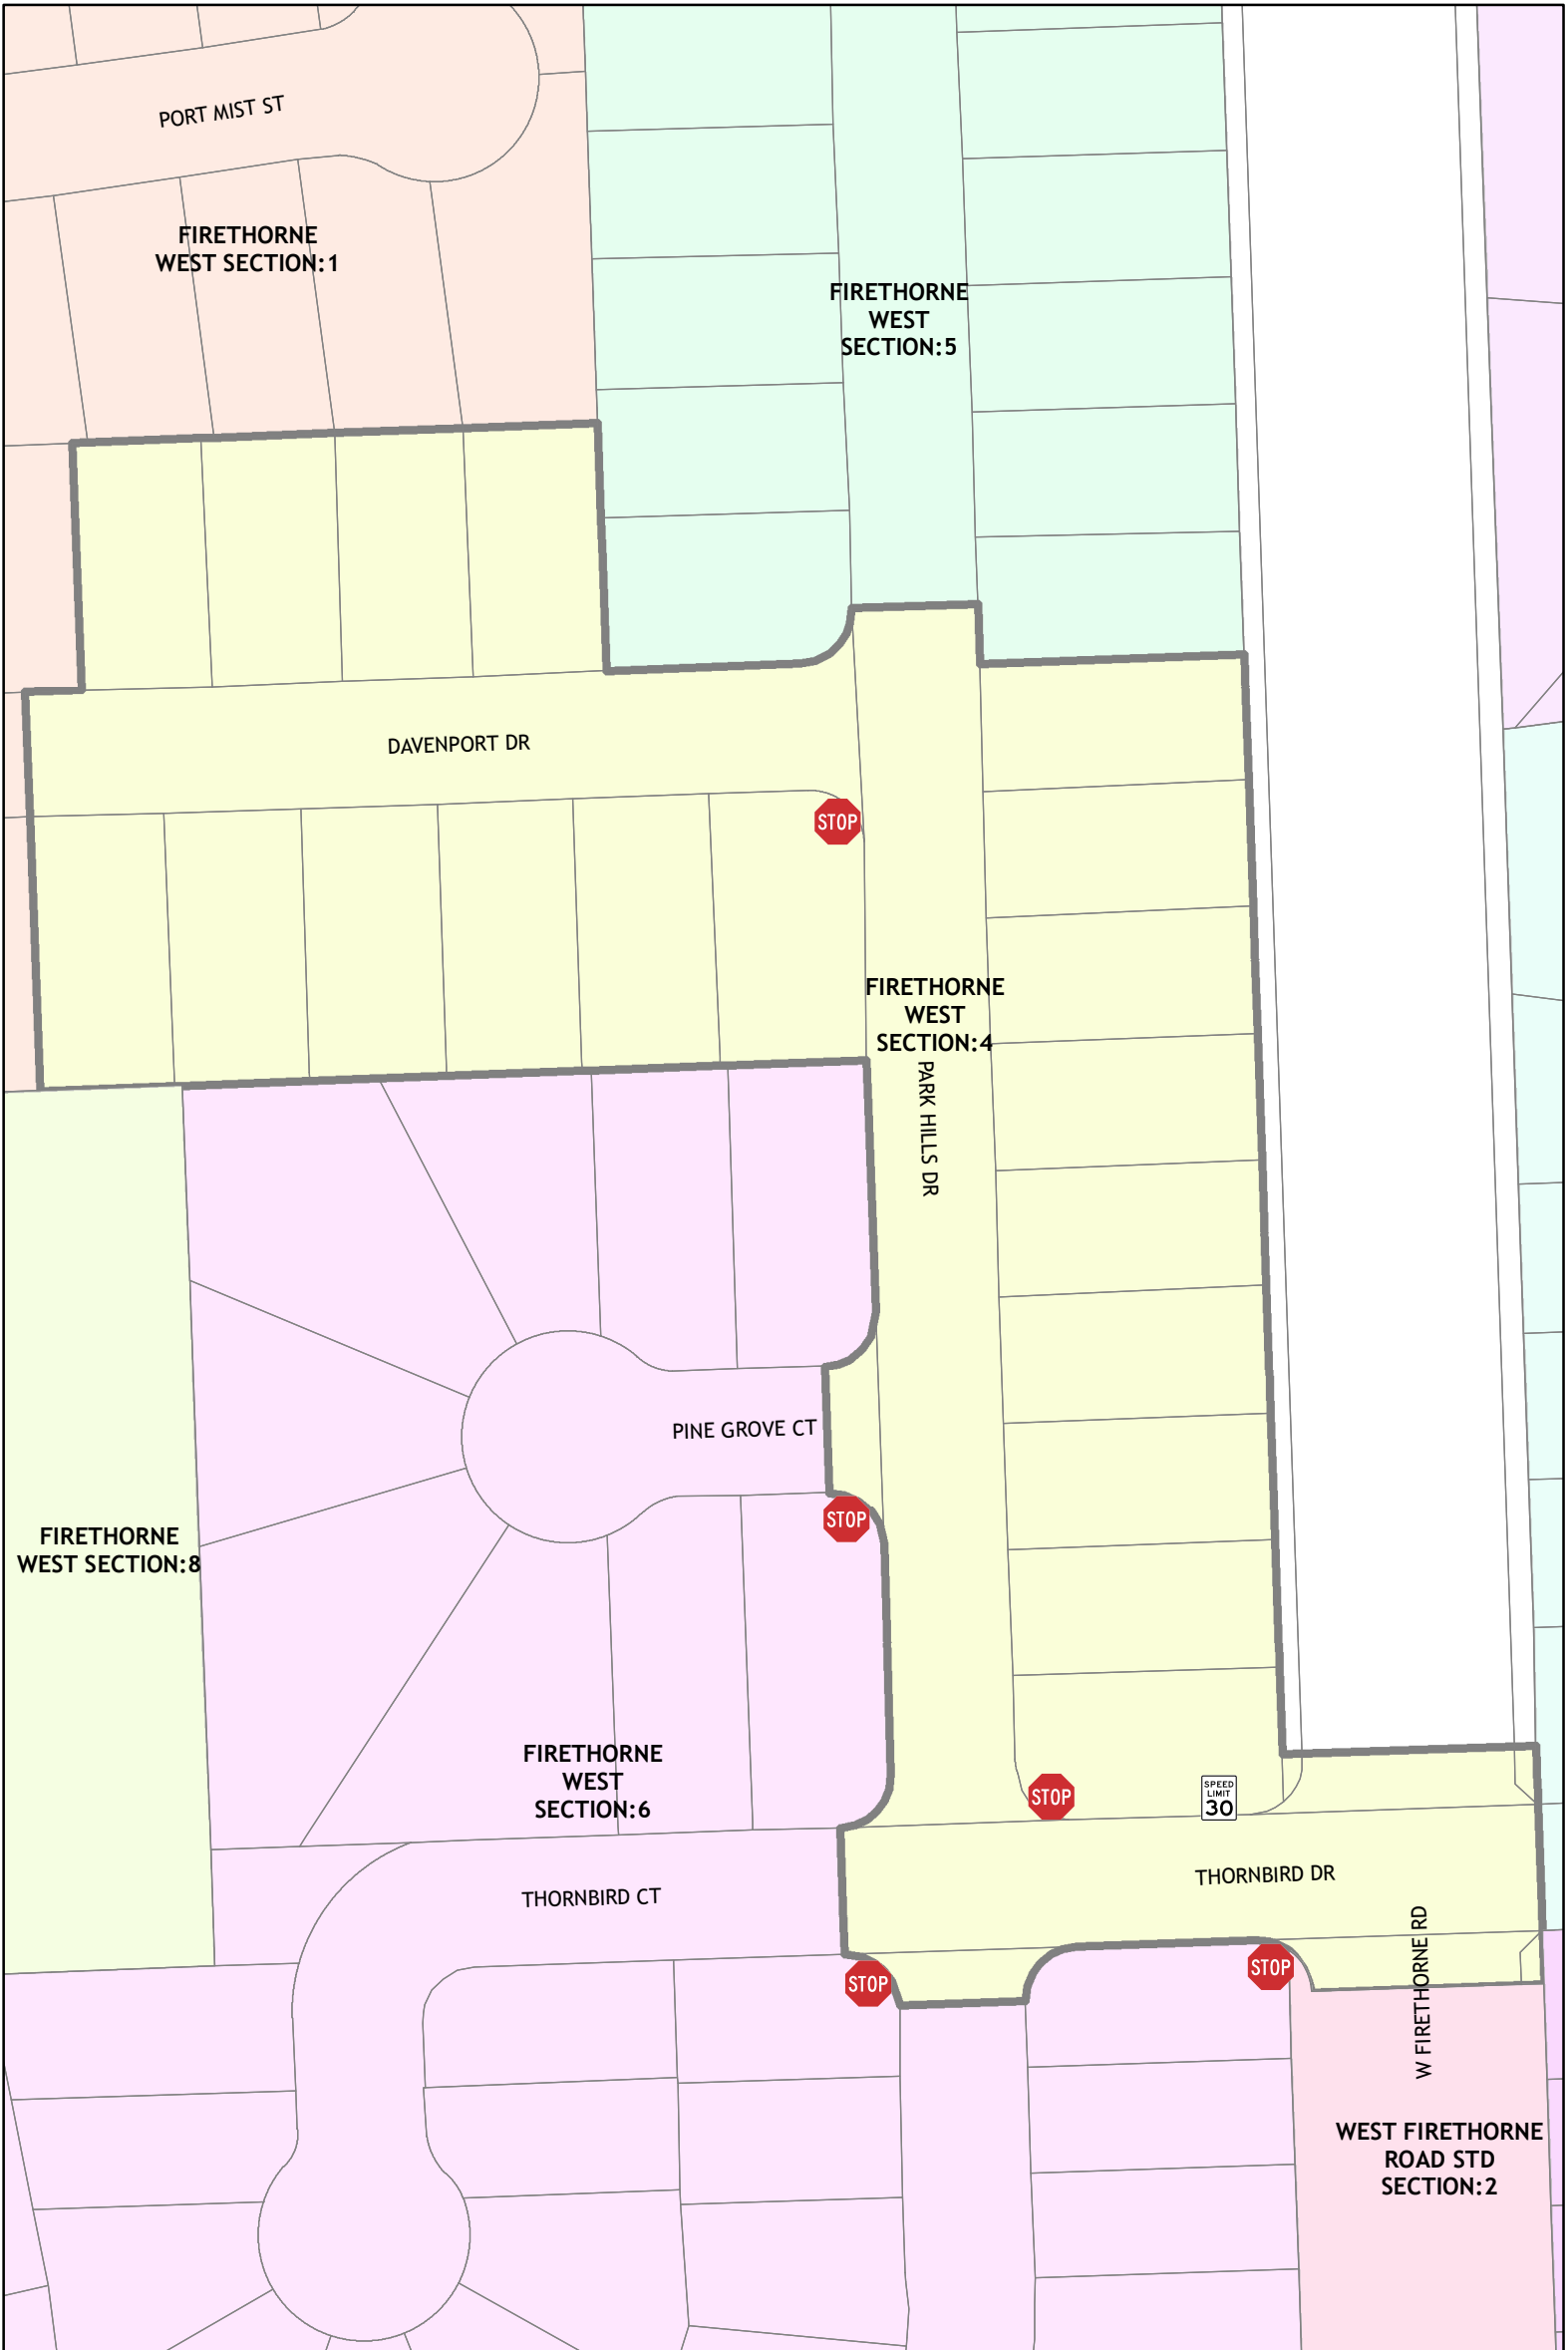 PORT MIST ST
FIRETHORNE
WEST SECTION:1
FIRETHORNE
WEST
SECTION:5
DAVENPORT DR
STOP
FIRETHORNE
WEST
SECTION:4
PARK HILLS DR
PINE GROVE CT
STOP
FIRETHORNE
WEST SECTION:8
FIRETHORNE
WEST
SECTION:6
STOP
SPEED
LIMIT
30
THORNBIRD DR
THORNBIRD CT
STOP
STOP
W FIRETHORNE RD
WEST FIRETHORNE
ROAD STD
SECTION:2